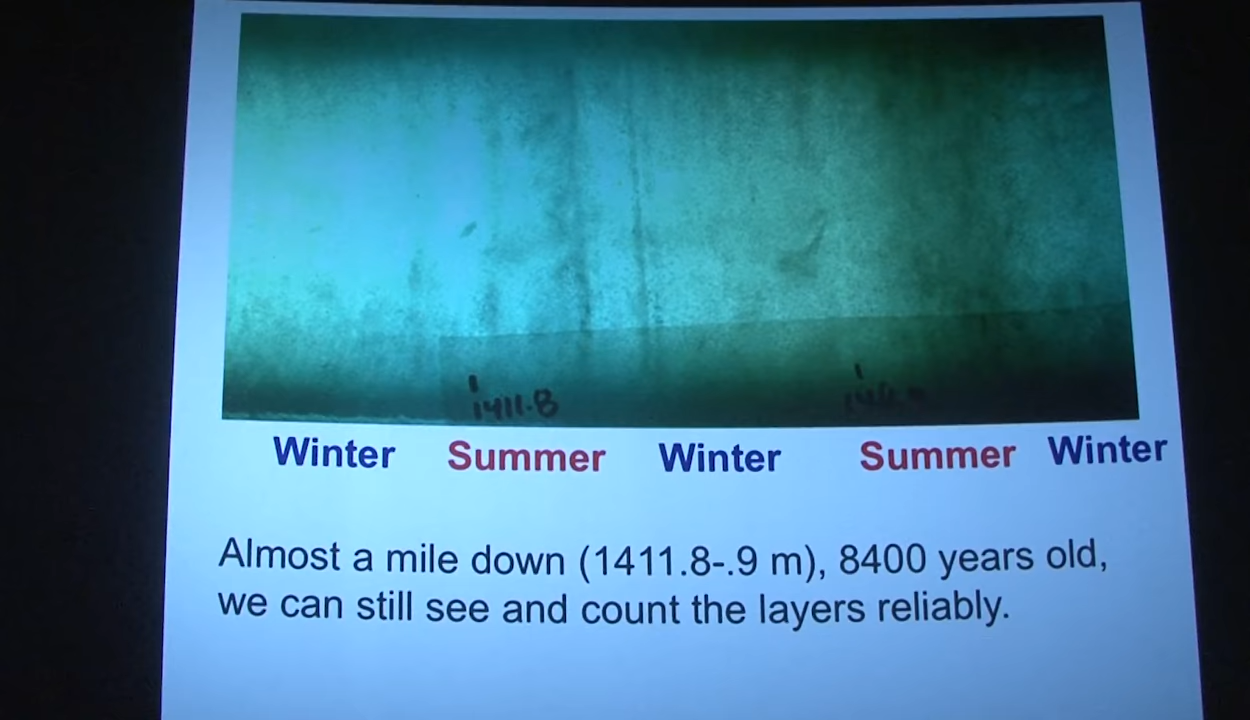 1411.8
Winter Summer Winter Summer Winter
Almost a mile down (1411.8-.9 m), 8400 years old,
we can still see and count the layers reliably.